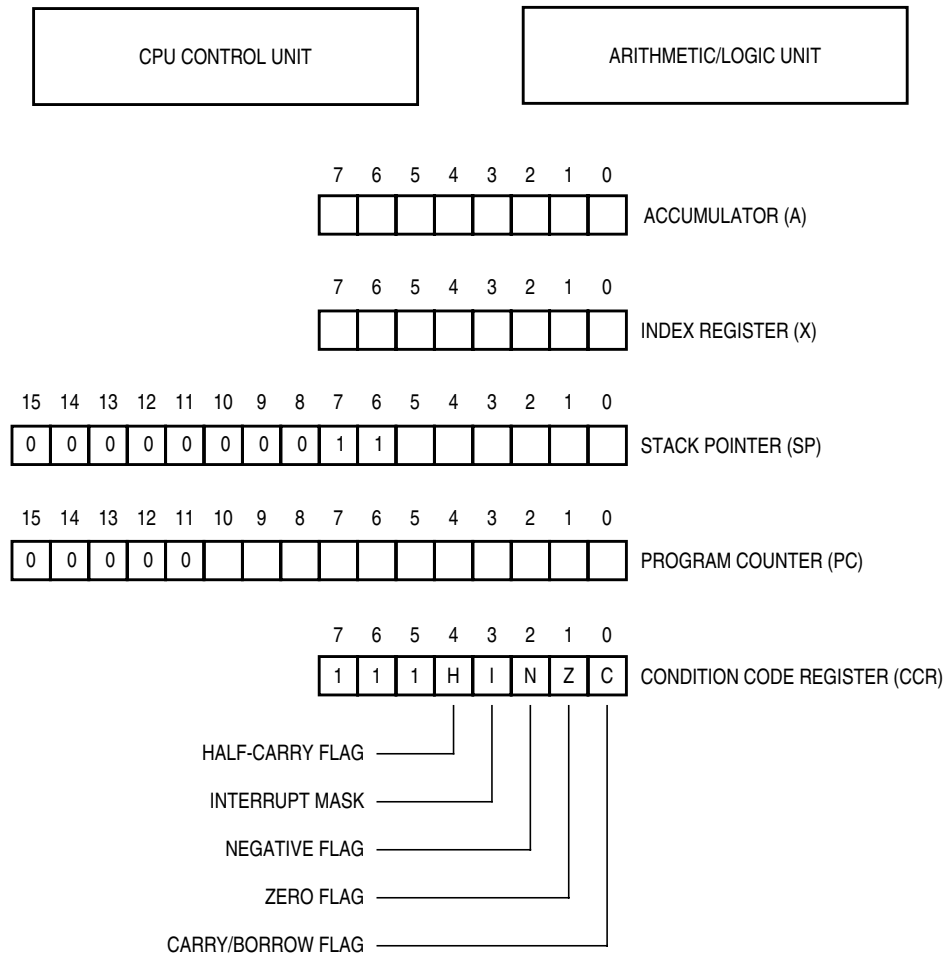 CPU CONTROL UNIT
ARITHMETIC/LOGIC UNIT
7 6 5 4 3 2 1 0
ACCUMULATOR (A)
7 6 5 4 3 2 1 0
INDEX REGISTER (X)
15 14 13 12 11 10 9 8 7 6 5 4 3 2 1 0
0 0 0 0 0 0 0 0 1 1 STACK POINTER (SP)
15 14 13 12 11 10 9 8 7 6 5 4 3 2 1 0
0 0 0 0 0 PROGRAM COUNTER (PC)
7 6 5 4 3 2 1 0
1 1 1 H I N Z C CONDITION CODE REGISTER (CCR)
HALF-CARRY FLAG
INTERRUPT MASK
NEGATIVE FLAG
ZERO FLAG
CARRY/BORROW FLAG